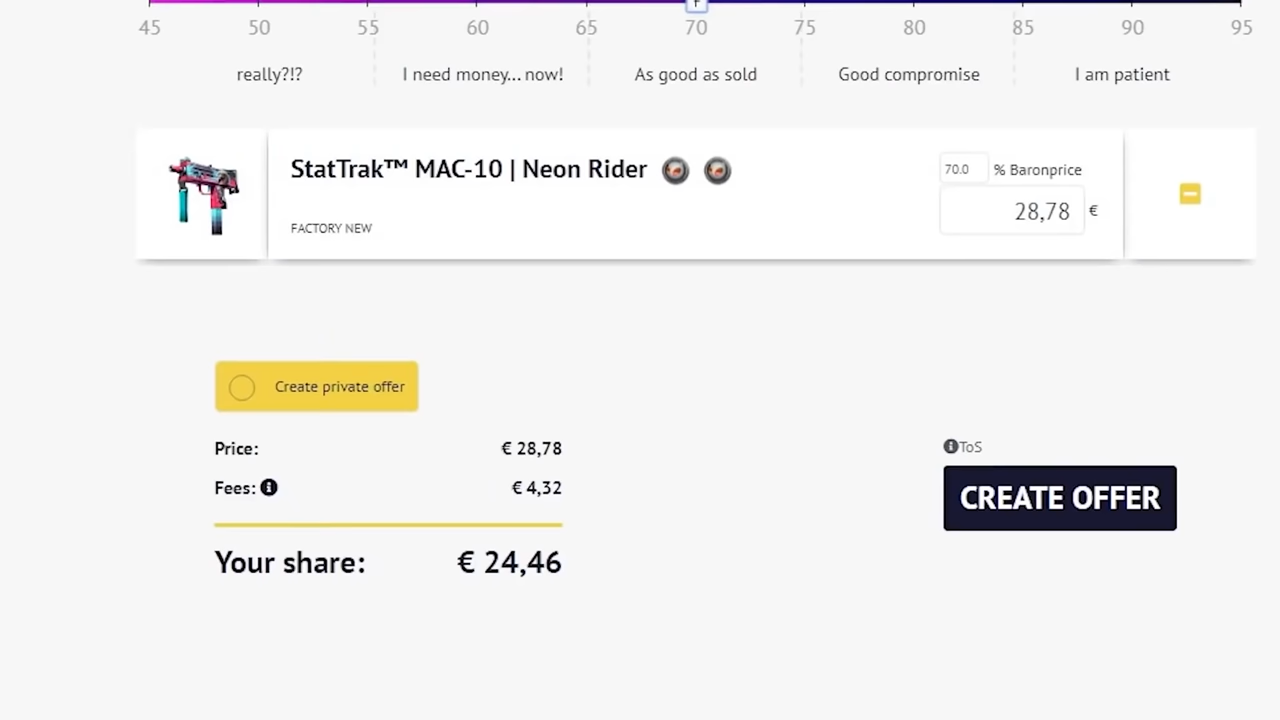 45 50 55 60 65 70 75 80 85 90 95
really?!? I need money... now! As good as sold Good compromise I am patient
StatTrak™ MAC-10 | Neon Rider
70.0 % Baronprice
28,78 €
FACTORY NEW
Create private offer
Price: € 28,78
ToS
Fees: € 4,32
CREATE OFFER
Your share: € 24,46